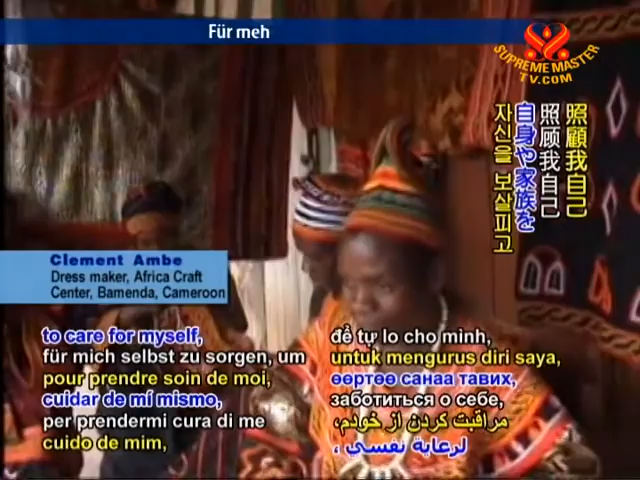 Für meh
SUPREME MASTER
TV.COM
照顧我自己
照顾我自己
自身や家族を
자신을 보살피고
Clement Ambe
Dress maker, Africa Craft
Center, Bamenda, Cameroon
to care for myself,
für mich selbst zu sorgen, um
pour prendre soin de moi,
cuidar de mí mismo,
per prendermi cura di me
cuido de mim,
để tự lo cho mình,
untuk mengurus diri saya,
өөртөө санаа тавих,
заботиться о себе,
مراقبت کردن از خودم،
لرعاية نفسي،